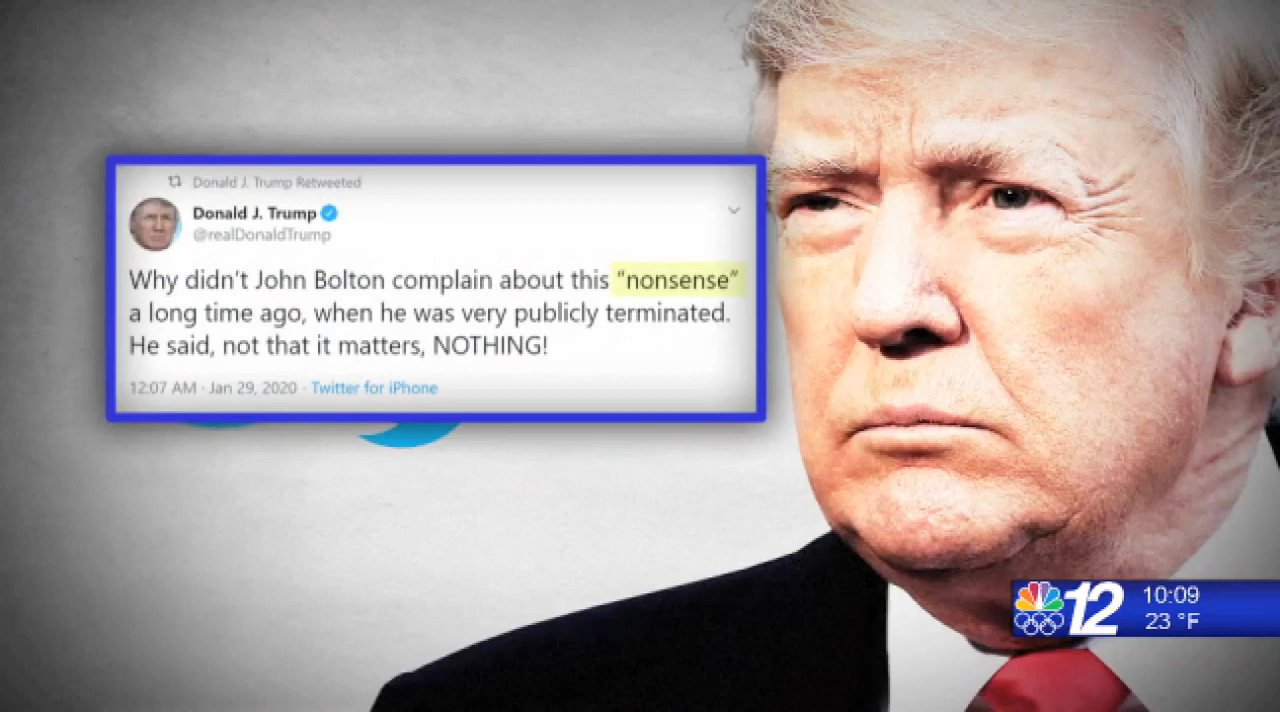 Donald J. Trump Retweeted
Donald J. Trump
@realDonaldTrump
Why didn't John Bolton complain about this "nonsense"
a long time ago, when he was very publicly terminated.
He said, not that it matters, NOTHING!
12:07 AM · Jan 29, 2020 · Twitter for iPhone
12
10:09
23 °F